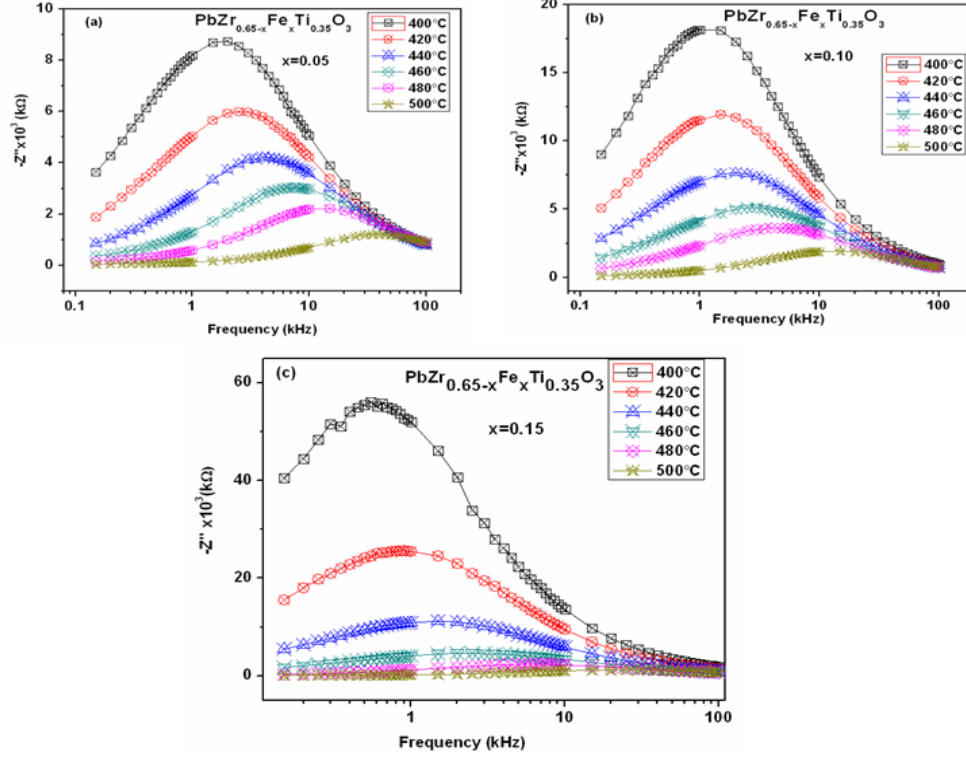 (a)
PbZr0.65-xFexTi0.35O3
x=0.05
400°C
420°C
440°C
460°C
480°C
500°C
-Z''x10³ (kΩ)
10
8
6
4
2
0
0.1 1 10 100
Frequency (kHz)
(b)
PbZr0.65-xFexTi0.35O3
x=0.10
400°C
420°C
440°C
460°C
480°C
500°C
-Z''x10³ (kΩ)
20
15
10
5
0
0.1 1 10 100
Frequency (kHz)
(c)
PbZr0.65-xFexTi0.35O3
x=0.15
400°C
420°C
440°C
460°C
480°C
500°C
-Z'' x10³(kΩ)
60
40
20
0
1 10 100
Frequency (kHz)